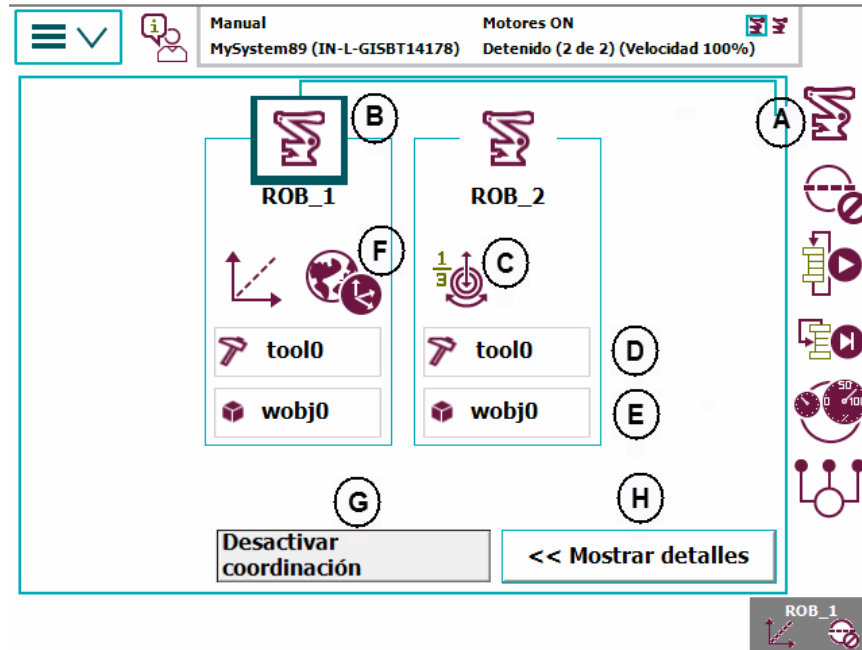 Manual
Motores ON
MySystem89 (IN-L-GISBT14178)
Detenido (2 de 2) (Velocidad 100%)
A
B
ROB_1
ROB_2
F
1
3
C
tool0
tool0
D
wobj0
wobj0
E
50
0
100
%
G
H
Desactivar
coordinación
<< Mostrar detalles
ROB_1